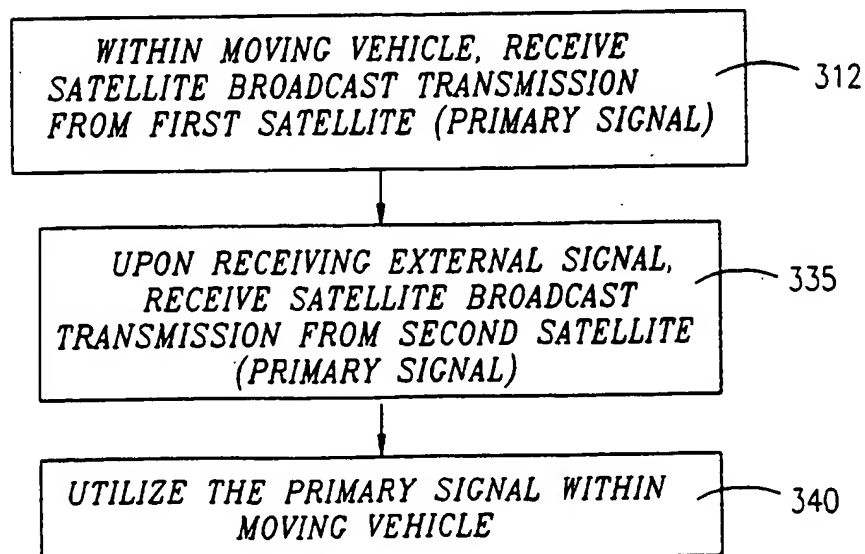 WITHIN MOVING VEHICLE, RECEIVE
SATELLITE BROADCAST TRANSMISSION
FROM FIRST SATELLITE (PRIMARY SIGNAL)
312
UPON RECEIVING EXTERNAL SIGNAL,
RECEIVE SATELLITE BROADCAST
TRANSMISSION FROM SECOND SATELLITE
(PRIMARY SIGNAL)
335
UTILIZE THE PRIMARY SIGNAL WITHIN
MOVING VEHICLE
340